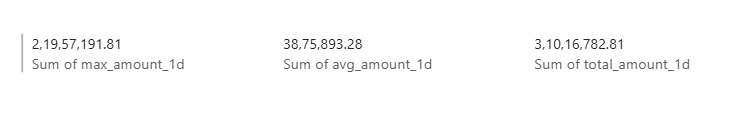 2,19,57,191.81
Sum of max_amount_1d
38,75,893.28
Sum of avg_amount_1d
3,10,16,782.81
Sum of total_amount_1d